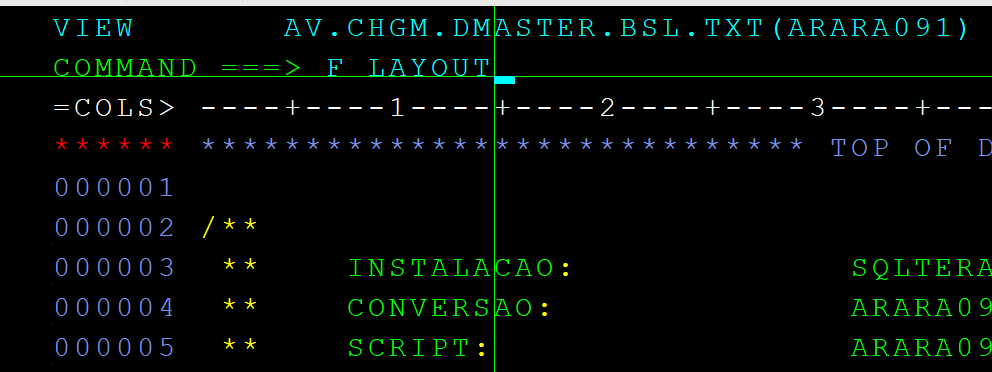 VIEW AV.CHGM.DMASTER.BSL.TXT(ARARA091)
COMMAND ===> F LAYOUT
=COLS> ----+----1----+----2----+----3----+---
****** ***************************** TOP OF D
000001
000002 /**
000003 ** INSTALACAO: SQLTERA
000004 ** CONVERSAO: ARARA09
000005 ** SCRIPT: ARARA09